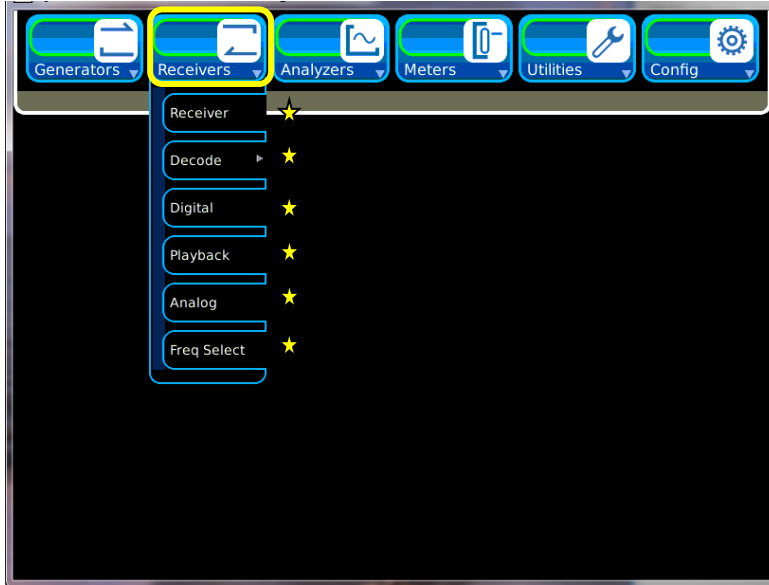 Generators
Receivers
Analyzers
Meters
Utilities
Config
Receiver
Decode
Digital
Playback
Analog
Freq Select